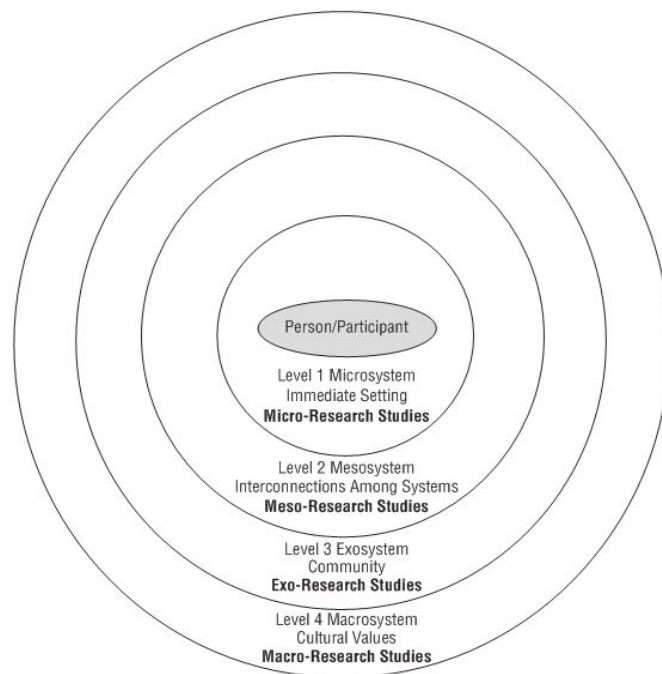 Person/Participant
Level 1 Microsystem
Immediate Setting
Micro-Research Studies
Level 2 Mesosystem
Interconnections Among Systems
Meso-Research Studies
Level 3 Exosystem
Community
Exo-Research Studies
Level 4 Macrosystem
Cultural Values
Macro-Research Studies